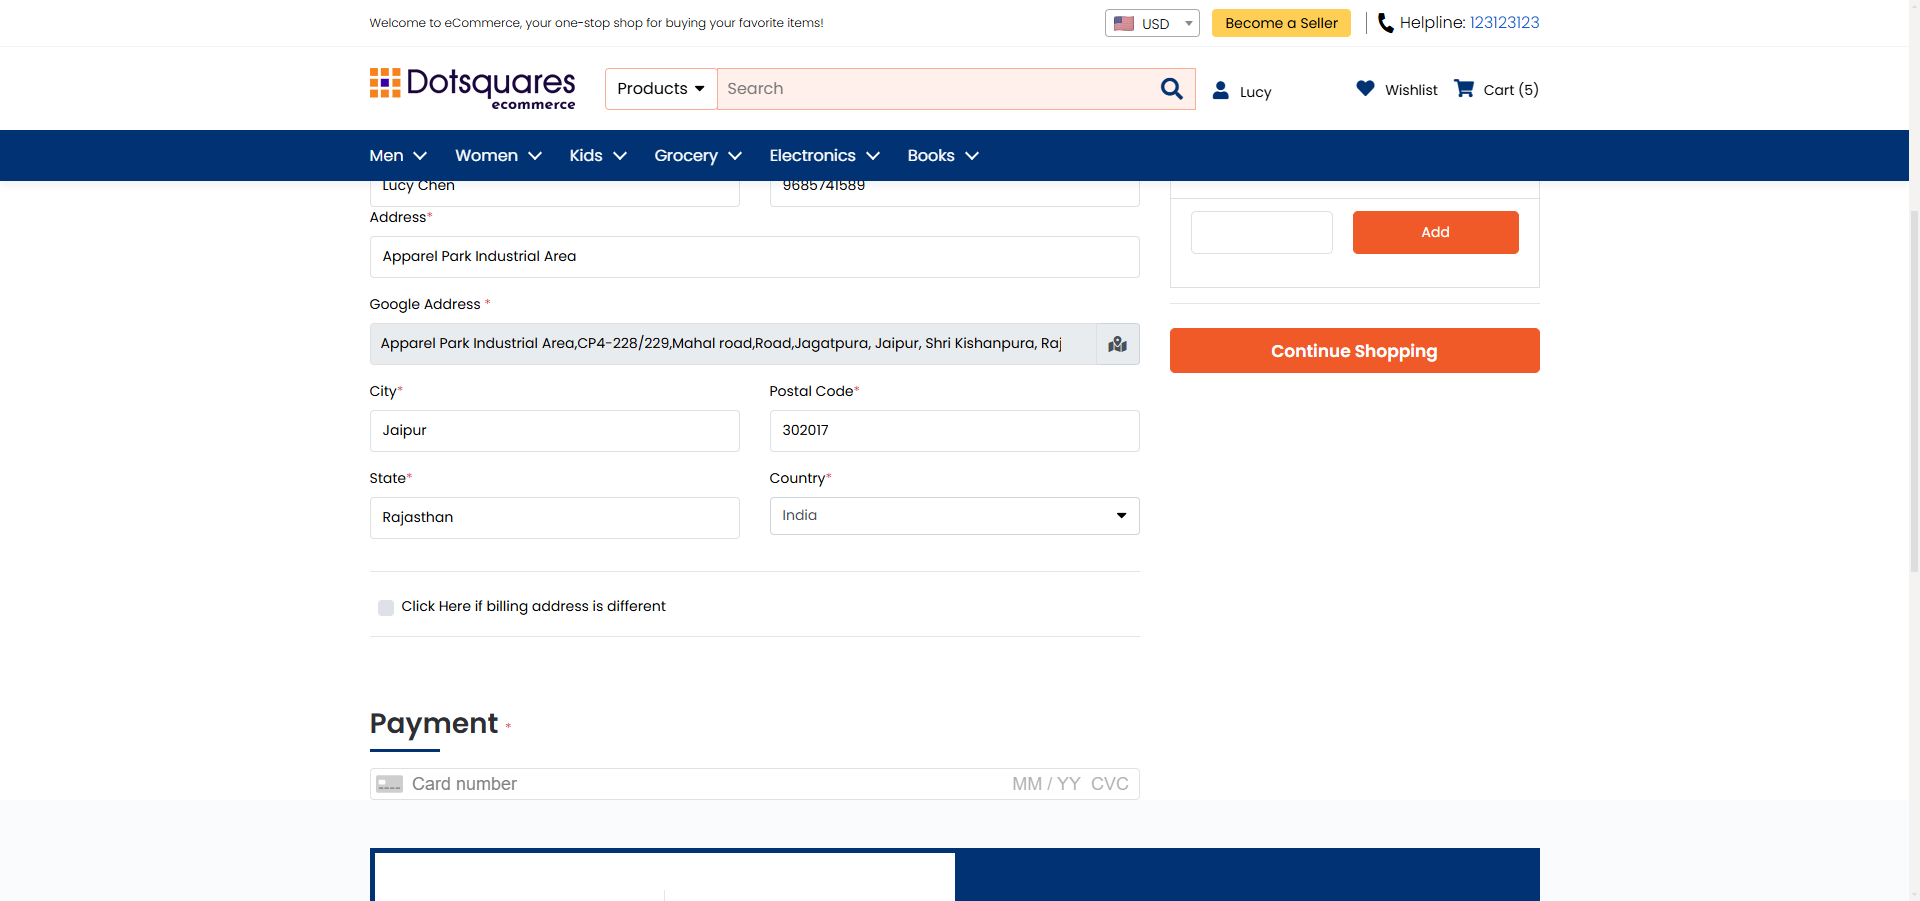 Welcome to eCommerce, your one-stop shop for buying your favorite items!
USD
Become a Seller
Helpline: 123123123
Dotsquares
ecommerce
Products
Search
Lucy
Wishlist
Cart (5)
Men
Women
Kids
Grocery
Electronics
Books
Lucy Chen
9685741589
Address*
Add
Apparel Park Industrial Area
Google Address *
Apparel Park Industrial Area,CP4-228/229,Mahal road,Road,Jagatpura, Jaipur, Shri Kishanpura, Raj
Continue Shopping
City*
Postal Code*
Jaipur
302017
State*
Country*
Rajasthan
India
Click Here if billing address is different
Payment *
Card number
MM / YY CVC